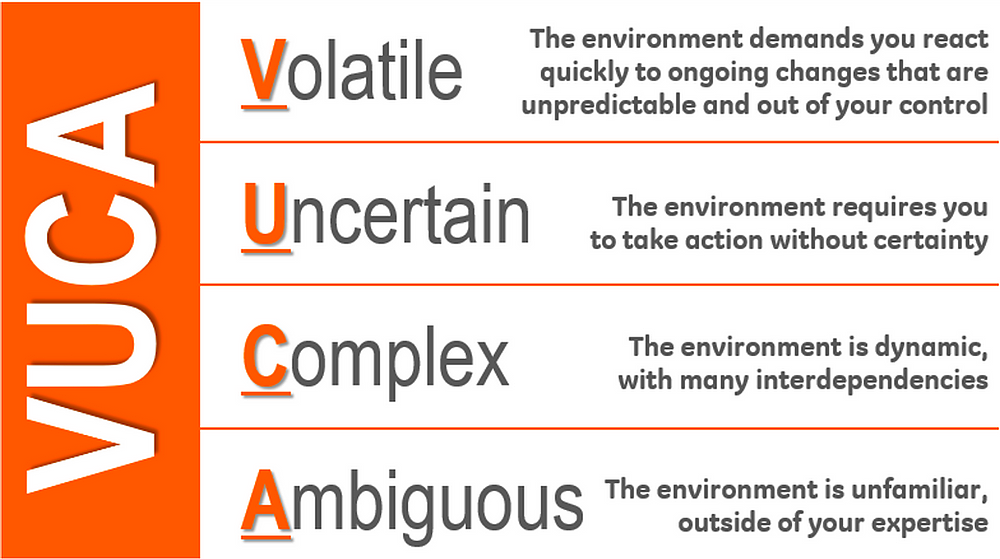 VUCA
Volatile
The environment demands you react
quickly to ongoing changes that are
unpredictable and out of your control
Uncertain
The environment requires you
to take action without certainty
Complex
The environment is dynamic,
with many interdependencies
Ambiguous
The environment is unfamiliar,
outside of your expertise